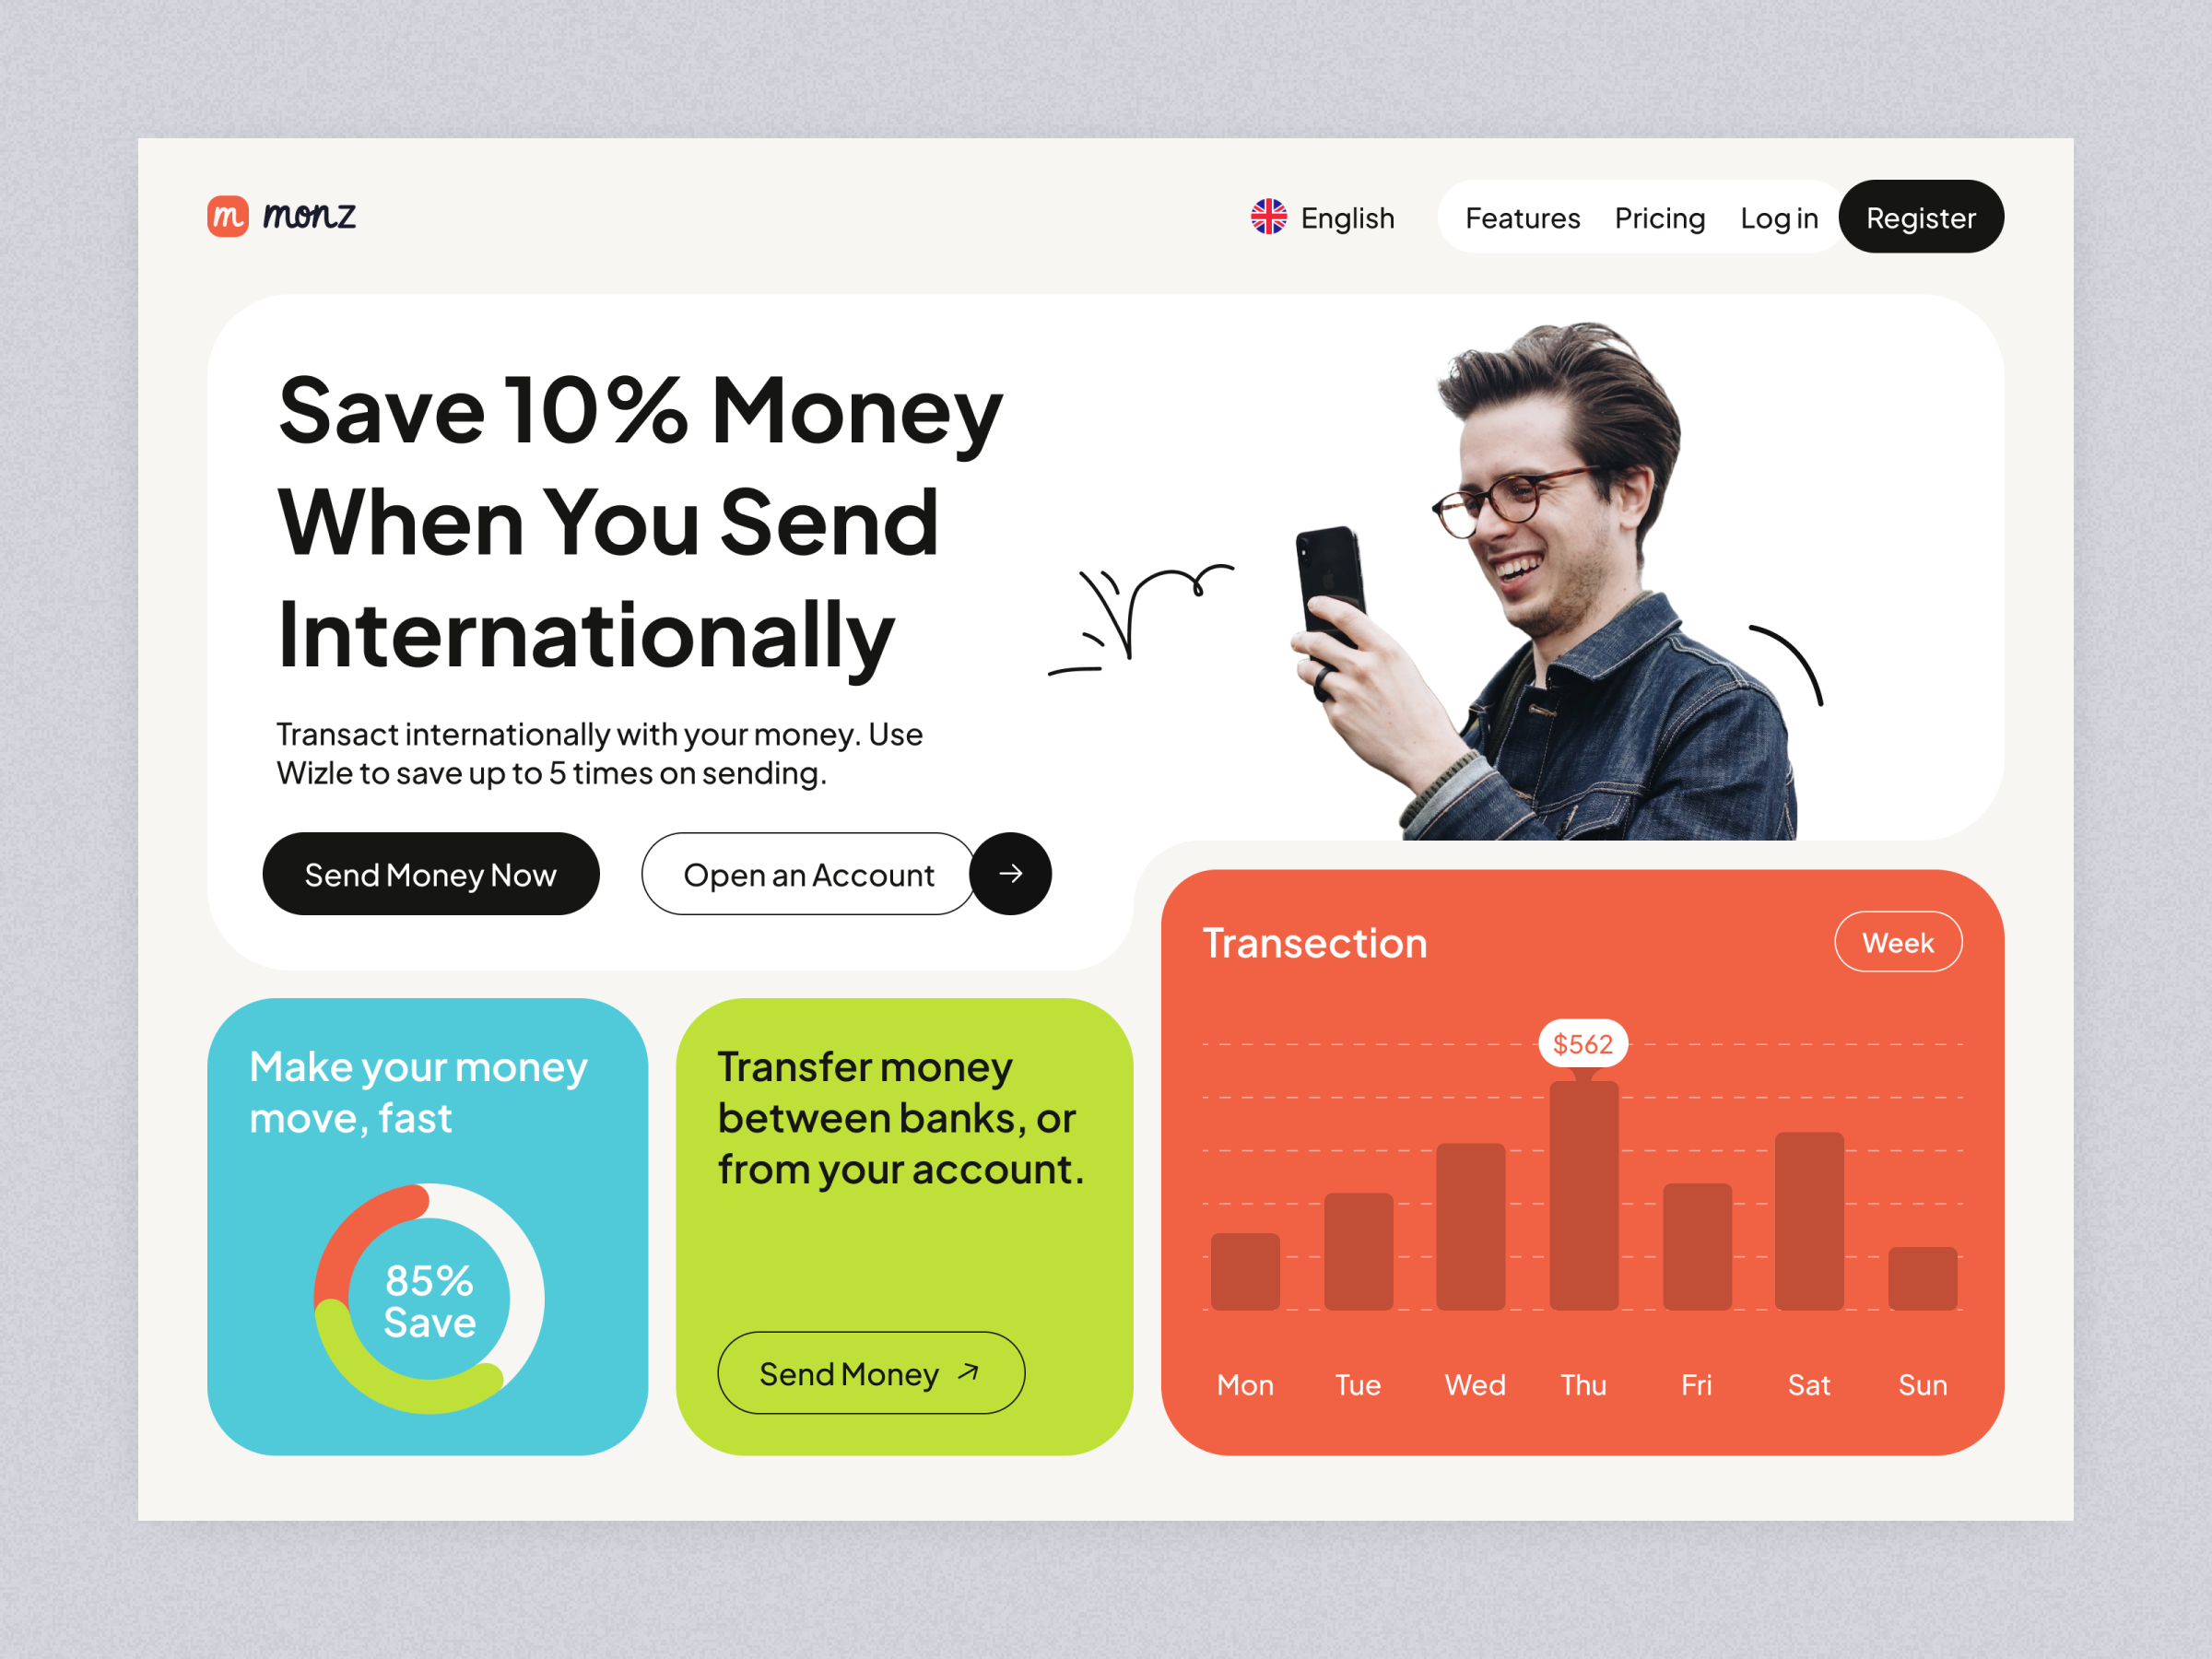 m monz
English
Features Pricing Log in Register
Save 10% Money
When You Send
Internationally
Transact internationally with your money. Use
Wizle to save up to 5 times on sending.
Send Money Now
Open an Account
Make your money
move, fast
85%
Save
Transfer money
between banks, or
from your account.
Send Money
Transection
Week
$562
Mon Tue Wed Thu Fri Sat Sun